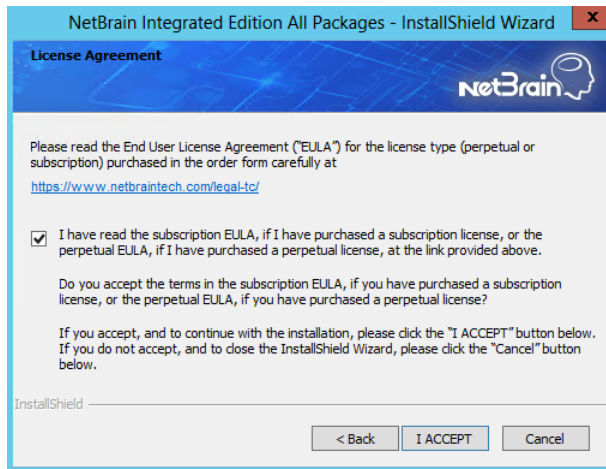 NetBrain Integrated Edition All Packages - InstallShield Wizard
x
License Agreement
NetBrain
Please read the End User License Agreement ("EULA") for the license type (perpetual or
subscription) purchased in the order form carefully at
https://www.netbraintech.com/legal-tc/
I have read the subscription EULA, if I have purchased a subscription license, or the
perpetual EULA, if I have purchased a perpetual license, at the link provided above.
Do you accept the terms in the subscription EULA, if you have purchased a subscription
license, or the perpetual EULA, if you have purchased a perpetual license?
If you accept, and to continue with the installation, please click the "I ACCEPT" button below.
If you do not accept, and to close the InstallShield Wizard, please click the "Cancel" button
below.
InstallShield
< Back I ACCEPT Cancel